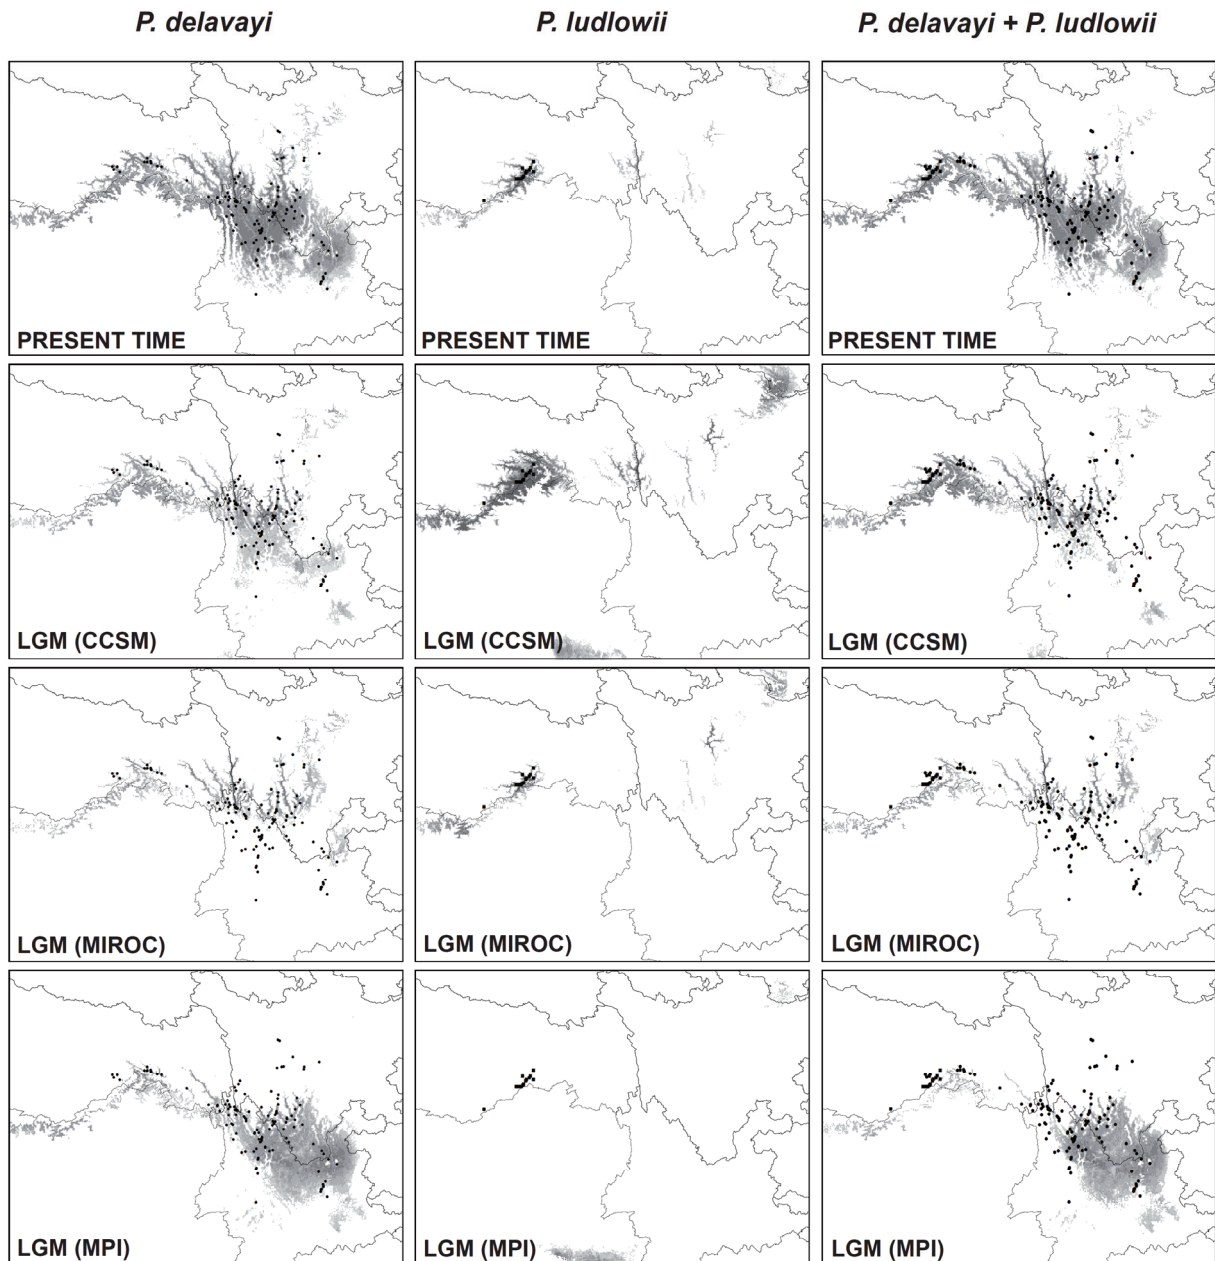 P. delavayi
P. ludlowii
P. delavayi + P. ludlowii
PRESENT TIME
PRESENT TIME
PRESENT TIME
LGM (CCSM)
LGM (CCSM)
LGM (CCSM)
LGM (MIROC)
LGM (MIROC)
LGM (MIROC)
LGM (MPI)
LGM (MPI)
LGM (MPI)